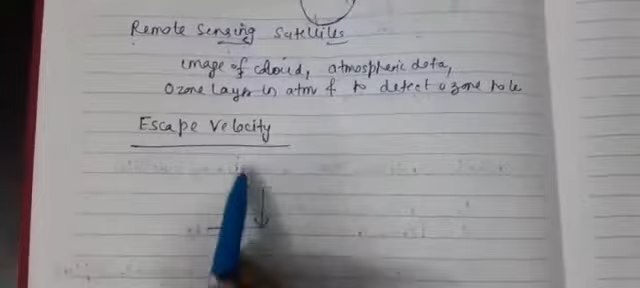 Remote Sensing Satellites
image of cloud, atmospheric data,
Ozone Layer in atm f to detect ozone hole
Escape Velocity